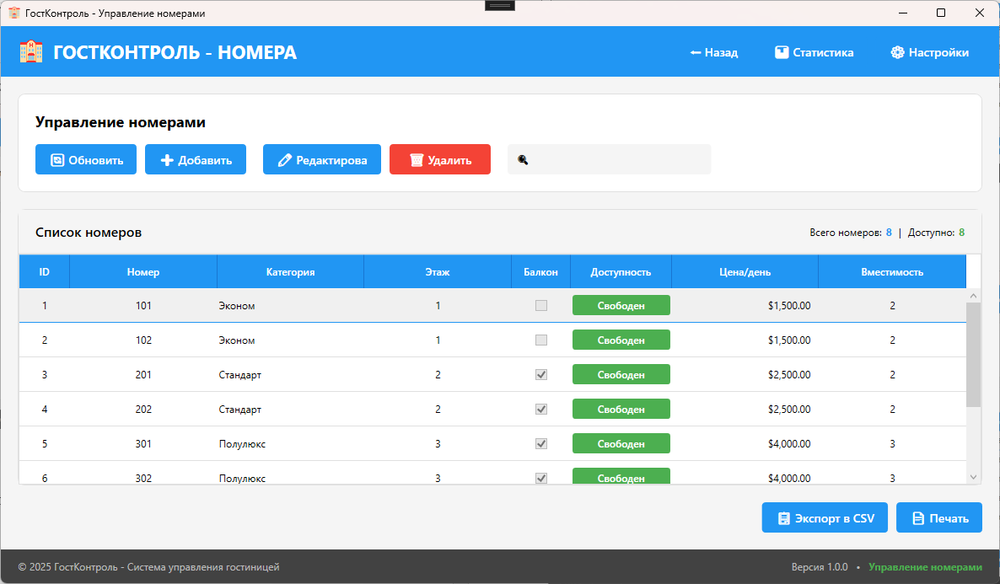 ГостКонтроль - Управление номерами
ГОСТКОНТРОЛЬ - НОМЕРА
Назад Статистика Настройки
Управление номерами
Обновить Добавить Редактирова Удалить
Список номеров Всего номеров: 8 | Доступно: 8
ID Номер Категория Этаж Балкон Доступность Цена/день Вместимость
1 101 Эконом 1 Свободен $1,500.00 2
2 102 Эконом 1 Свободен $1,500.00 2
3 201 Стандарт 2 Свободен $2,500.00 2
4 202 Стандарт 2 Свободен $2,500.00 2
5 301 Полулюкс 3 Свободен $4,000.00 3
6 302 Полулюкс 3 Свободен $4,000.00 3
Экспорт в CSV Печать
© 2025 ГостКонтроль - Система управления гостиницей Версия 1.0.0 • Управление номерами